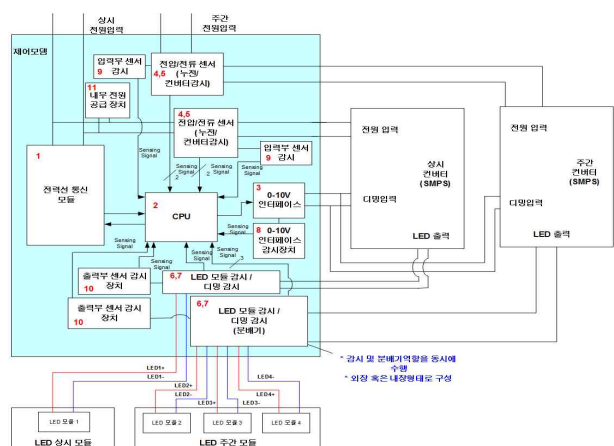 상시
전원입력
주간
전원입력
제어모뎀
입력부 센서
9 감시
전압/전류 센서
4,5 (누전/
컨버터감시)
11
내부 전원
공급 장치
4,5
전압/전류 센서
(누전/
컨버터감시)
입력부 센서
감시 9
Sensing
Signal
Sensing
Signal
2
Sensing
Signal
2
Sensing
Signal
1
전력선 통신
모듈
2
CPU
3
0-10V
인터페이스
Sensing
Signal
8 0-10V
인터페이스
감시장치
전원 입력
상시
컨버터
(SMPS)
디밍입력
LED 출력
전원 입력
주간
컨버터
(SMPS)
디밍입력
LED 출력
Sensing
Signal
Sensing
Signal
Sensing
Signal
Sensing
Signal
3
출력부 센서 감시
장치
10
6,7 LED 모듈 감시 /
디밍 감시
출력부 센서 감시
장치
10
6,7
LED 모듈 감시 /
디밍 감시
(분배기)
* 감시 및 분배기역할을 동시에
수행
* 외장 혹은 내장형태로 구성
LED1+
LED1-
LED2+
LED2-
LED3+
LED3-
LED4-
LED4+
LED 모듈 1
LED 상시 모듈
LED 모듈 2
LED 모듈 3
LED 모듈 4
LED 주간 모듈